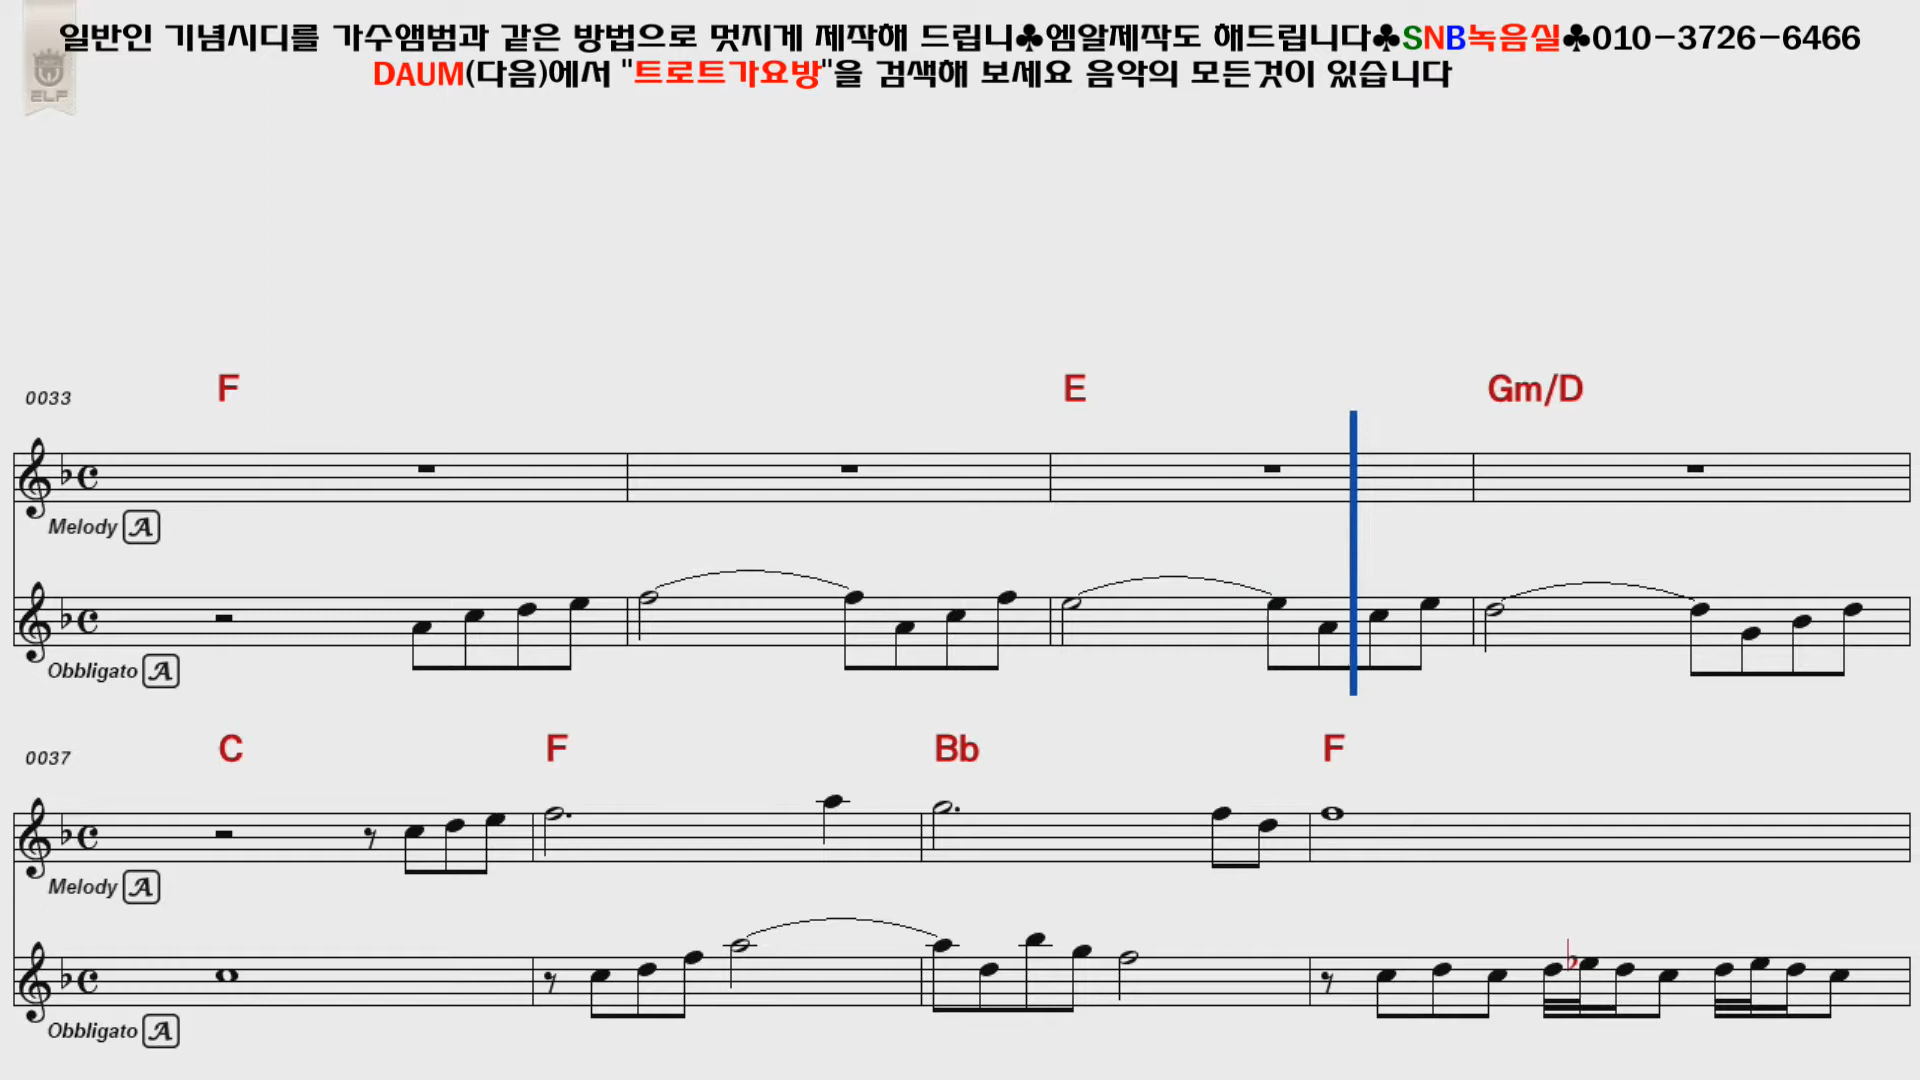 일반인 기념시디를 가수앨범과 같은 방법으로 멋지게 제작해 드립니♣엠알제작도 해드립니다♣SNB녹음실♣010-3726-6466
DAUM(다음)에서 "트로트가요방"을 검색해 보세요 음악의 모든것이 있습니다
ELF
0033 F E Gm/D
Melody A
Obbligato A
0037 C F Bb F
Melody A
Obbligato A